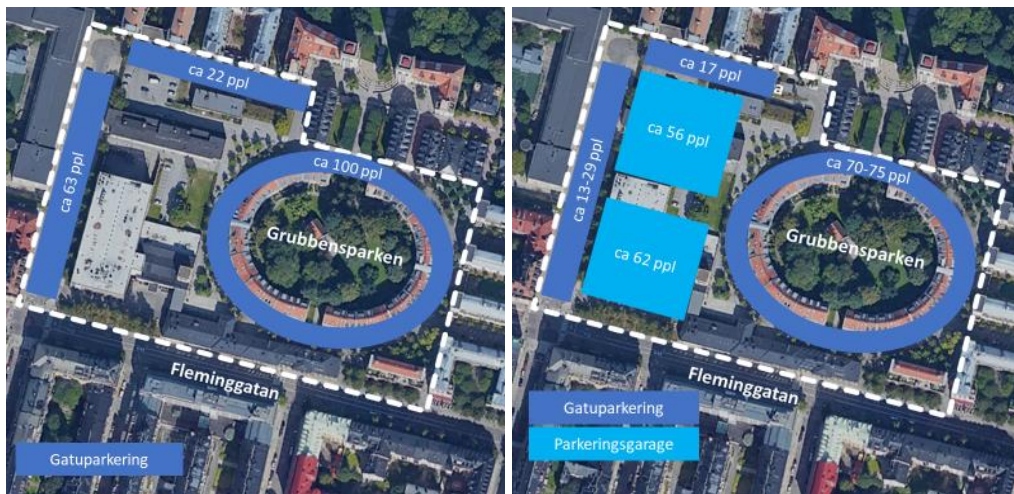 ca 22 ppl
ca 63 ppl
ca 100 ppl
Grubbensparken
Fleminggatan
Gatuparkering
ca 17 ppl
a
ca 56 ppl
ca 13-29 ppl
ca 70-75 ppl
Grubbensparken
ca 62 ppl
Fleminggatan
Gatuparkering
Parkeringsgarage